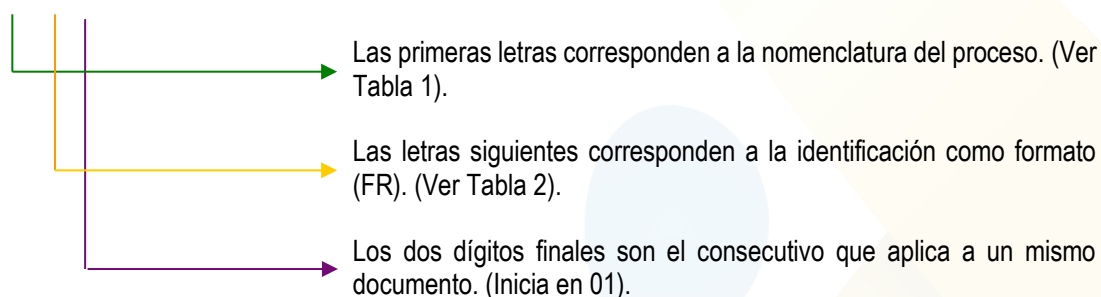 Las primeras letras corresponden a la nomenclatura del proceso. (Ver
Tabla 1).
Las letras siguientes corresponden a la identificación como formato
(FR). (Ver Tabla 2).
Los dos dígitos finales son el consecutivo que aplica a un mismo
documento. (Inicia en 01).